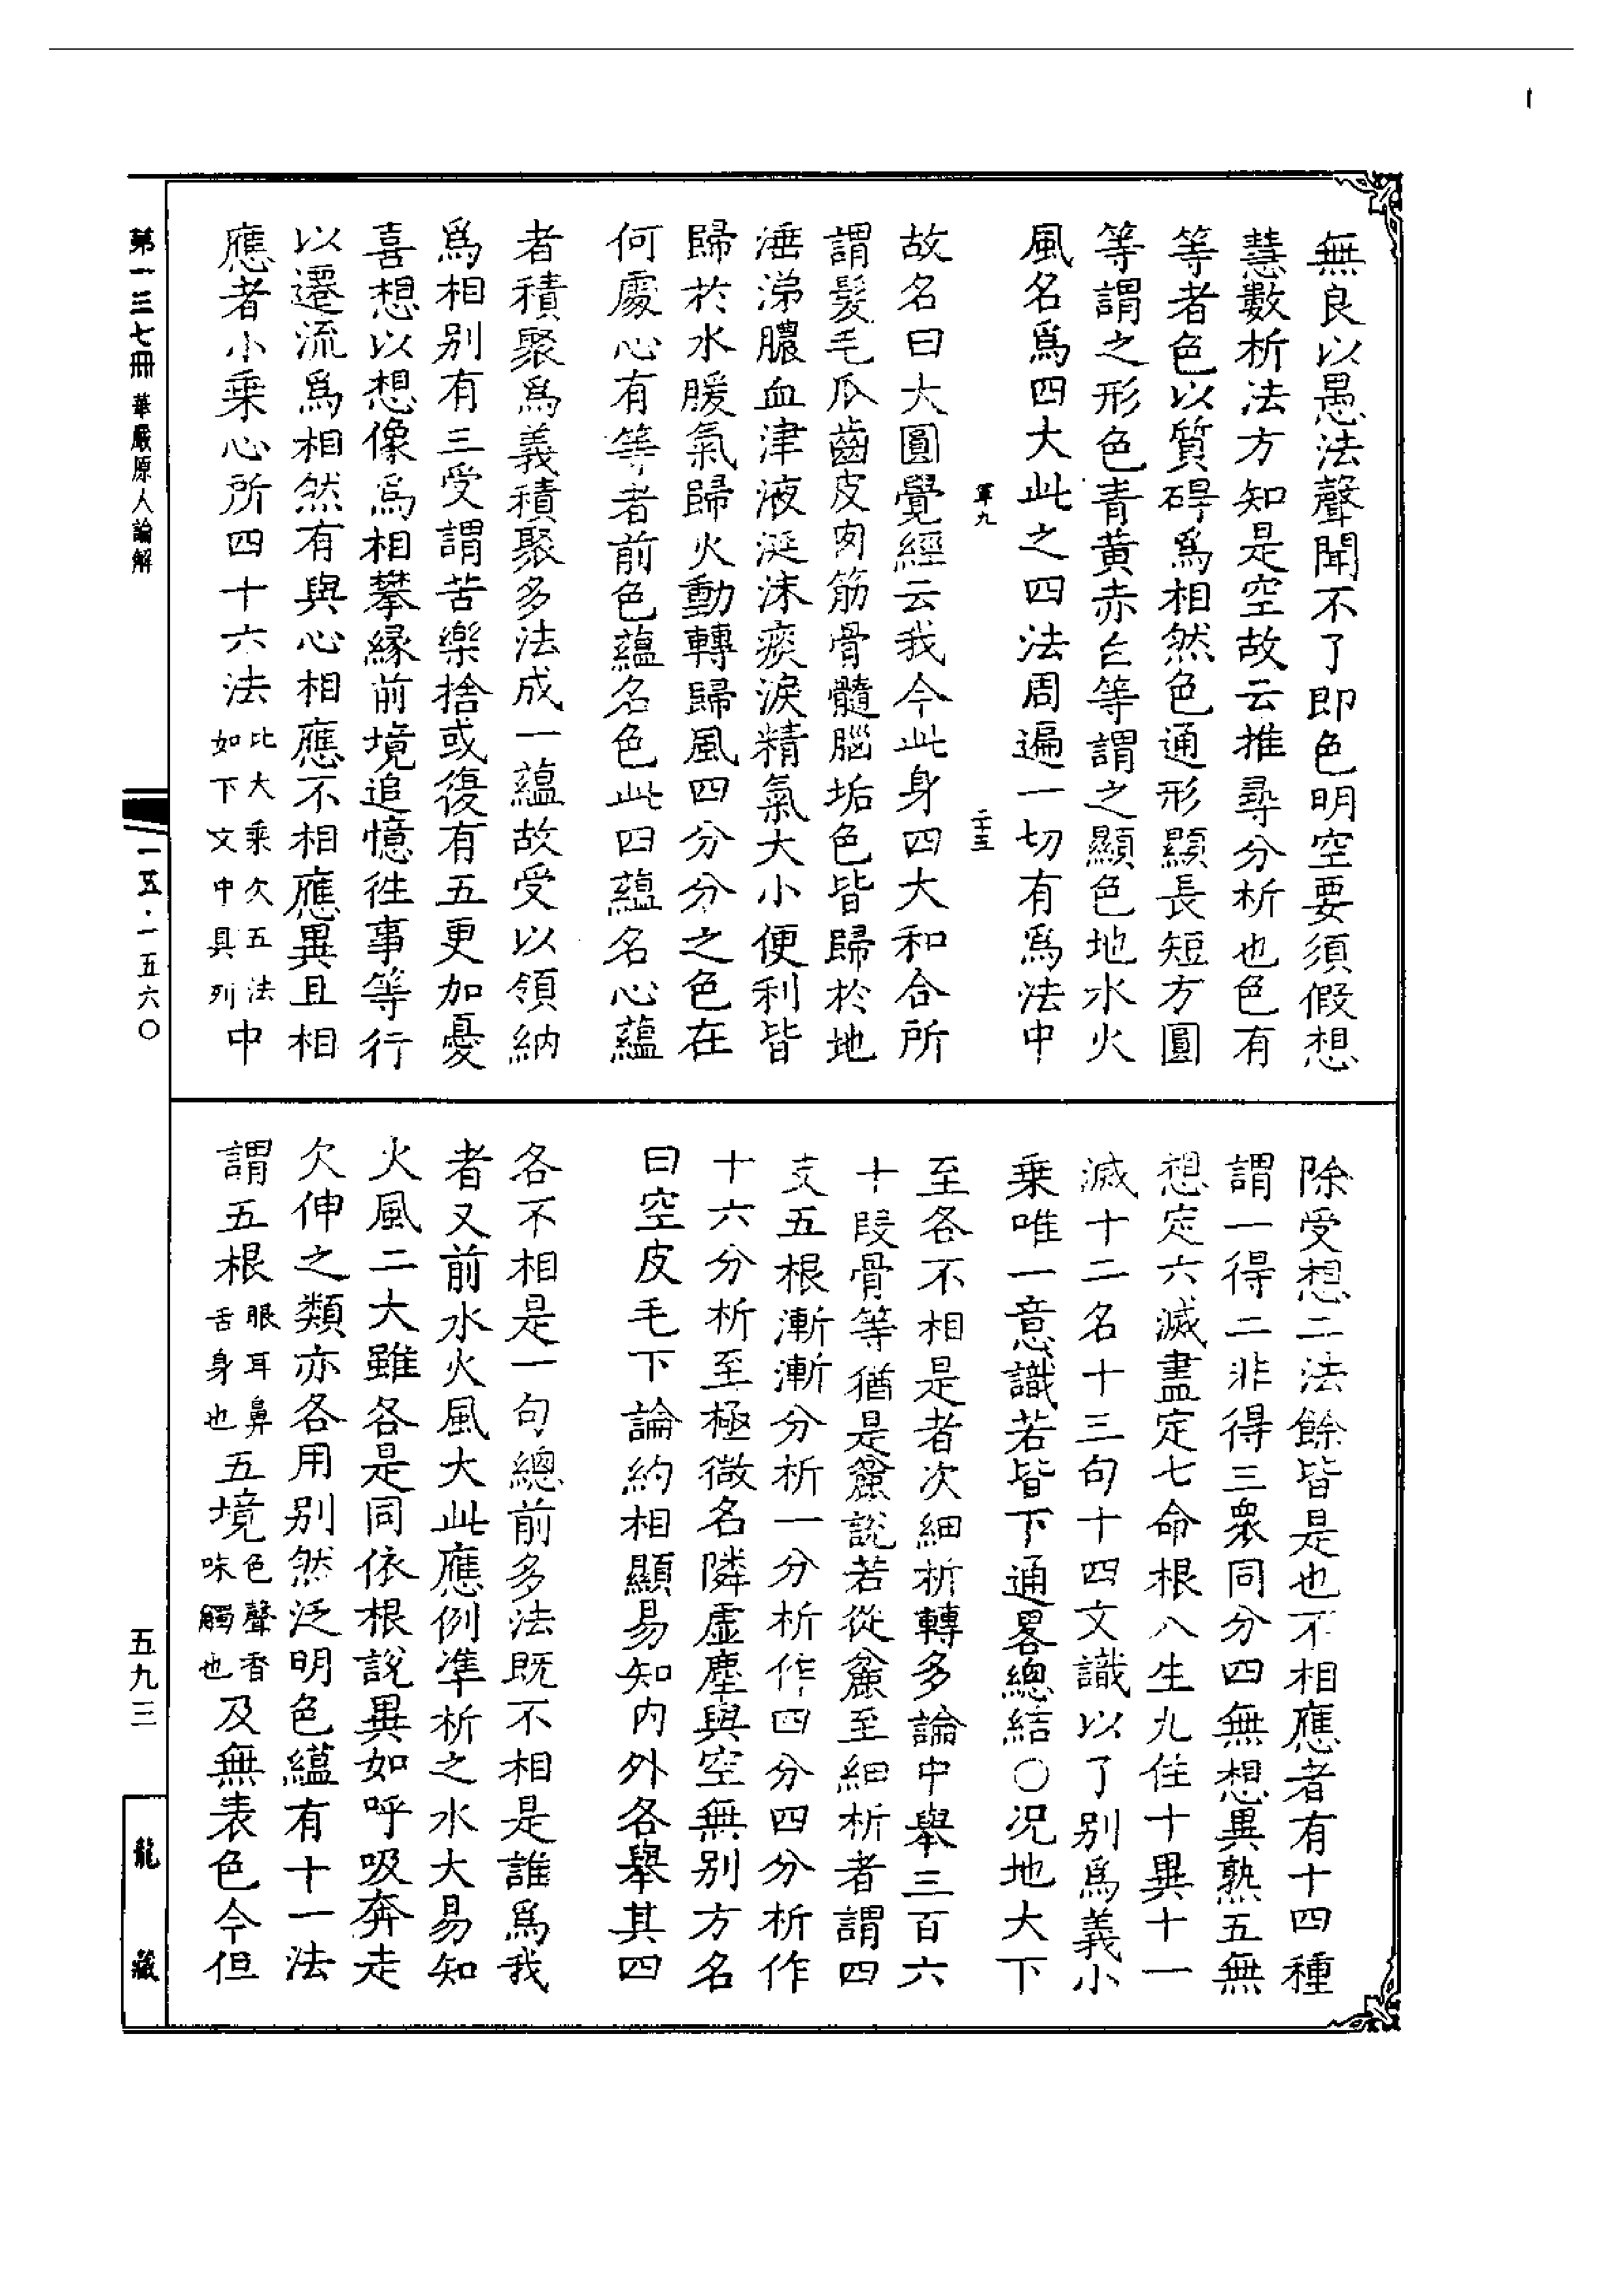 無良以愚法聲聞不了即色明空要須假想
慧數析法方知是空故云推尋分析也色有
等者色以質碍為相然色通形顯長短方圓
等謂之形色青黃赤白等謂之顯色地水火
風名為四大此之四法周遍一切有為法中
軍九 二十五
故名曰大圓覺經云我今此身四大和合所
謂髮毛爪齒皮肉筋骨髓腦垢色皆歸於地
涶涕膿血津液涎沫痰淚精氣大小便利皆
歸於水暖氣歸火動轉歸風四分分之色在
何處心有等者前色蘊名色此四蘊名心蘊
者積聚為義積聚多法成一蘊故受以領納
為相別有三受謂苦樂捨或復有五更加憂
喜想以想像為相攀緣前境追憶徃事等行
以遷流為相然有與心相應不相應異且相
應者小乗心所四十六法比大乘欠五法如下文中具列中
除受想二法餘皆是也不相應者有十四種
謂一得二非得三眾同分四無想異熟五無
想定六滅盡定七命根八生九住十異十一
滅十二名十三句十四文識以了別為義小
乗唯一意識若皆下通畧總結○况地大下
至各不相是者次細析轉多論中舉三百六
十段骨等猶是麄說若從麄至細析者謂四
支五根漸漸分析一分析作四分四分析作
十六分析至極微名隣虛塵與空無別方名
曰空皮毛下論約相顯易知內外各舉其四
各不相是一句總前多法既不相是誰為我
者又前水火風大此應例準析之水大易知
火風二大雖各是同依根說異如呼吸奔走
欠伸之類亦各用別然泛明色蘊有十一法
謂五根眼耳鼻舌身也五境色聲香味觸也及無表色今但
第一三七冊 華嚴原人論解
一五·一五六〇
五九三
龍藏